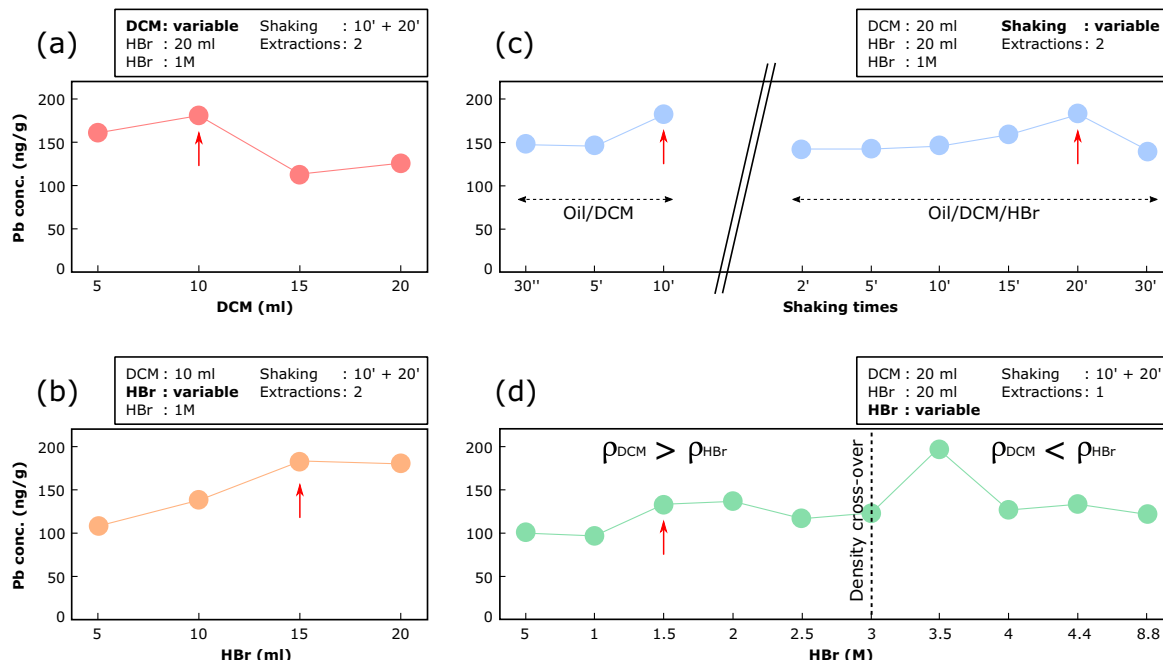 (a)
DCM: variable Shaking : 10' + 20'
HBr : 20 ml Extractions: 2
HBr : 1M
Pb conc. (ng/g)
200
150
100
50
0
5 10 15 20
DCM (ml)
(c)
DCM : 20 ml Shaking : variable
HBr : 20 ml Extractions: 2
HBr : 1M
200
150
100
50
0
Oil/DCM Oil/DCM/HBr
30'' 5' 10' 2' 5' 10' 15' 20' 30'
Shaking times
(b)
DCM : 10 ml Shaking : 10' + 20'
HBr : variable Extractions: 2
HBr : 1M
Pb conc. (ng/g)
200
150
100
50
0
5 10 15 20
HBr (ml)
(d)
DCM : 20 ml Shaking : 10' + 20'
HBr : 20 ml Extractions: 1
HBr : variable
200
150
100
50
0
ρDCM > ρHBr ρDCM < ρHBr
Density cross-over
5 1 1.5 2 2.5 3 3.5 4 4.4 8.8
HBr (M)